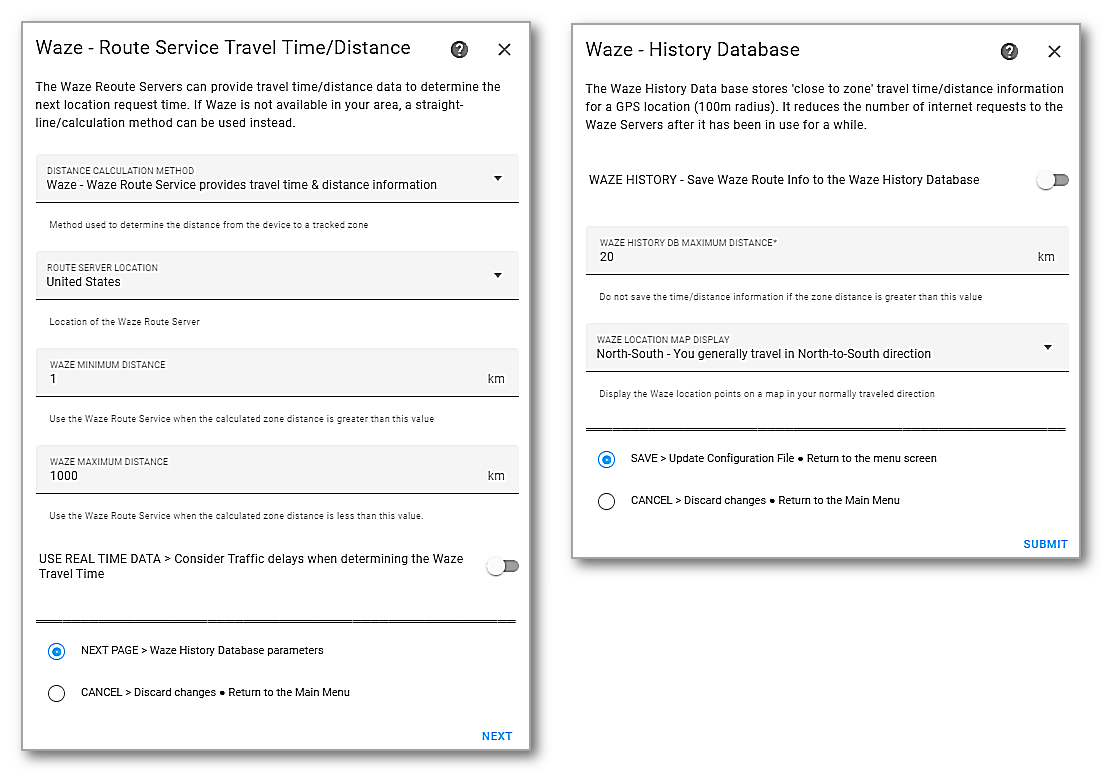 Waze - Route Service Travel Time/Distance
The Waze Reoute Servers can provide travel time/distance data to determine the
next location request time. If Waze is not available in your area, a straight-
line/calculation method can be used instead.
DISTANCE CALCULATION METHOD
Waze - Waze Route Service provides travel time & distance information
Method used to determine the distance from the device to a tracked zone
ROUTE SERVER LOCATION
United States
Location of the Waze Route Server
WAZE MINIMUM DISTANCE
1 km
Use the Waze Route Service when the calculated zone distance is greater than this value
WAZE MAXIMUM DISTANCE
1000 km
Use the Waze Route Service when the calculated zone distance is less than this value.
USE REAL TIME DATA > Consider Traffic delays when determining the Waze
Travel Time
NEXT PAGE > Waze History Database parameters
CANCEL > Discard changes ● Return to the Main Menu
NEXT
Waze - History Database
The Waze History Data base stores 'close to zone' travel time/distance information
for a GPS location (100m radius). It reduces the number of internet requests to the
Waze Servers after it has been in use for a while.
WAZE HISTORY - Save Waze Route Info to the Waze History Database
WAZE HISTORY DB MAXIMUM DISTANCE*
20 km
Do not save the time/distance information if the zone distance is greater than this value
WAZE LOCATION MAP DISPLAY
North-South - You generally travel in North-to-South direction
Display the Waze location points on a map in your normally traveled direction
SAVE > Update Configuration File ● Return to the menu screen
CANCEL > Discard changes ● Return to the Main Menu
SUBMIT